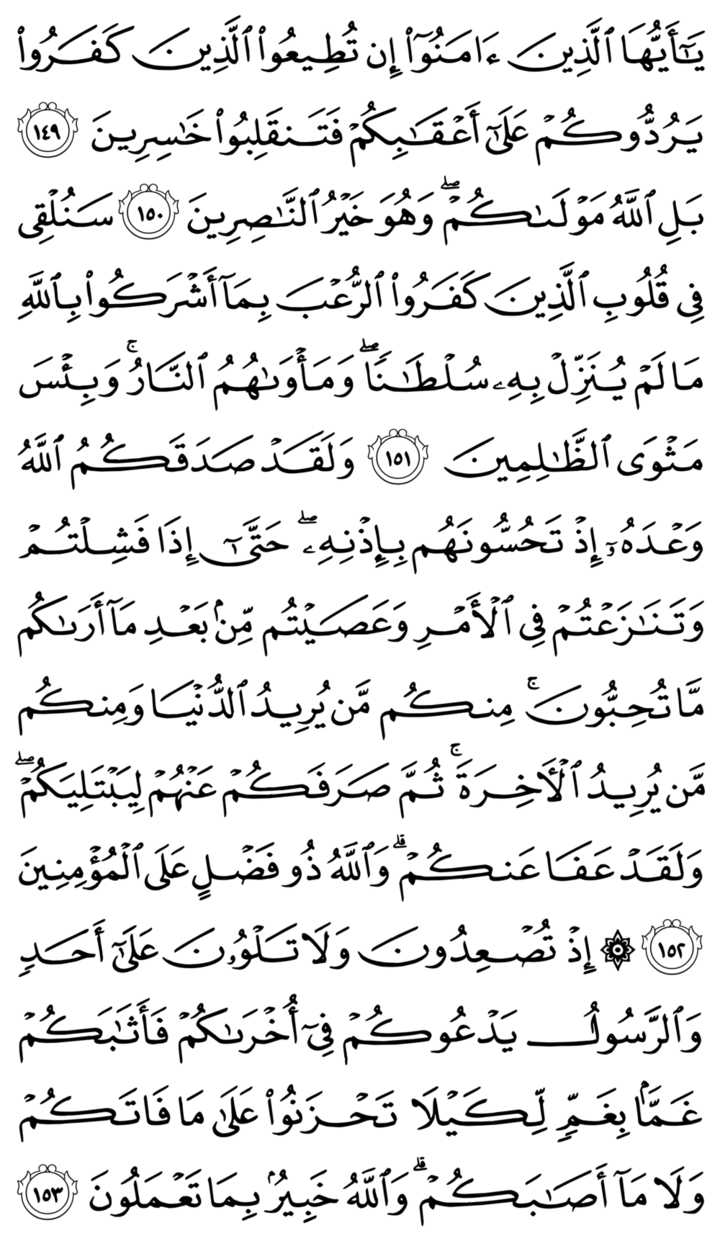 يَـٰٓأَيُّهَا ٱلَّذِينَ ءَامَنُوٓا۟ إِن تُطِيعُوا۟ ٱلَّذِينَ كَفَرُوا۟
يَرُدُّوكُمْ عَلَىٰٓ أَعْقَـٰبِكُمْ فَتَنقَلِبُوا۟ خَـٰسِرِينَ ١٤٩
بَلِ ٱللَّهُ مَوْلَىٰكُمْ ۖ وَهُوَ خَيْرُ ٱلنَّـٰصِرِينَ ١٥٠ سَنُلْقِى
فِى قُلُوبِ ٱلَّذِينَ كَفَرُوا۟ ٱلرُّعْبَ بِمَآ أَشْرَكُوا۟ بِٱللَّهِ
مَا لَمْ يُنَزِّلْ بِهِۦ سُلْطَـٰنًا ۖ وَمَأْوَىٰهُمُ ٱلنَّارُ ۚ وَبِئْسَ
مَثْوَى ٱلظَّـٰلِمِينَ ١٥١ وَلَقَدْ صَدَقَكُمُ ٱللَّهُ
وَعْدَهُۥٓ إِذْ تَحُسُّونَهُم بِإِذْنِهِۦ ۖ حَتَّىٰٓ إِذَا فَشِلْتُمْ
وَتَنَـٰزَعْتُمْ فِى ٱلْأَمْرِ وَعَصَيْتُم مِّنۢ بَعْدِ مَآ أَرَىٰكُم
مَّا تُحِبُّونَ ۚ مِنكُم مَّن يُرِيدُ ٱلدُّنْيَا وَمِنكُم
مَّن يُرِيدُ ٱلْـَٔاخِرَةَ ۚ ثُمَّ صَرَفَكُمْ عَنْهُمْ لِيَبْتَلِيَكُمْ ۖ
وَلَقَدْ عَفَا عَنكُمْ ۗ وَٱللَّهُ ذُو فَضْلٍ عَلَى ٱلْمُؤْمِنِينَ
١٥٢ ۞ إِذْ تُصْعِدُونَ وَلَا تَلْوُۥنَ عَلَىٰٓ أَحَدٍ
وَٱلرَّسُولُ يَدْعُوكُمْ فِىٓ أُخْرَىٰكُمْ فَأَثَـٰبَكُمْ
غَمًّۢا بِغَمٍّ لِّكَيْلَا تَحْزَنُوا۟ عَلَىٰ مَا فَاتَكُمْ
وَلَا مَآ أَصَـٰبَكُمْ ۗ وَٱللَّهُ خَبِيرٌۢ بِمَا تَعْمَلُونَ ١٥٣